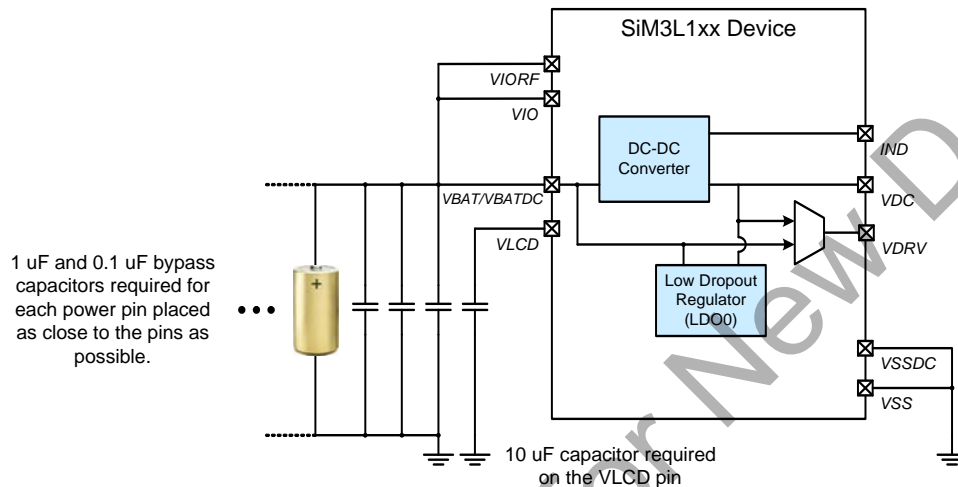 SiM3L1xx Device
VIORF
VIO
DC-DC
Converter
IND
VBAT/VBATDC
VDC
VLCD
VDRV
1 uF and 0.1 uF bypass
capacitors required for
each power pin placed
as close to the pins as
possible.
+
Low Dropout
Regulator
(LDO0)
VSSDC
VSS
10 uF capacitor required
on the VLCD pin
or New D